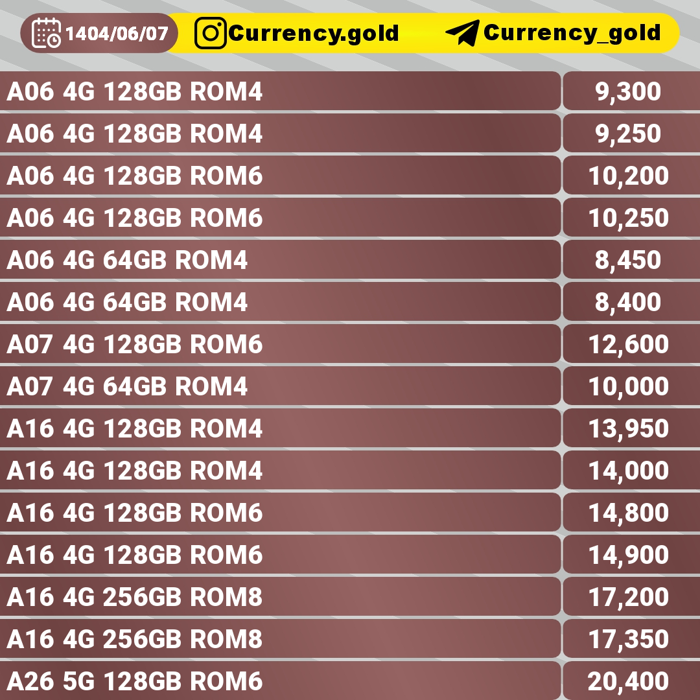 1404/06/07 Currency.gold Currency_gold
A06 4G 128GB ROM4 9,300
A06 4G 128GB ROM4 9,250
A06 4G 128GB ROM6 10,200
A06 4G 128GB ROM6 10,250
A06 4G 64GB ROM4 8,450
A06 4G 64GB ROM4 8,400
A07 4G 128GB ROM6 12,600
A07 4G 64GB ROM4 10,000
A16 4G 128GB ROM4 13,950
A16 4G 128GB ROM4 14,000
A16 4G 128GB ROM6 14,800
A16 4G 128GB ROM6 14,900
A16 4G 256GB ROM8 17,200
A16 4G 256GB ROM8 17,350
A26 5G 128GB ROM6 20,400